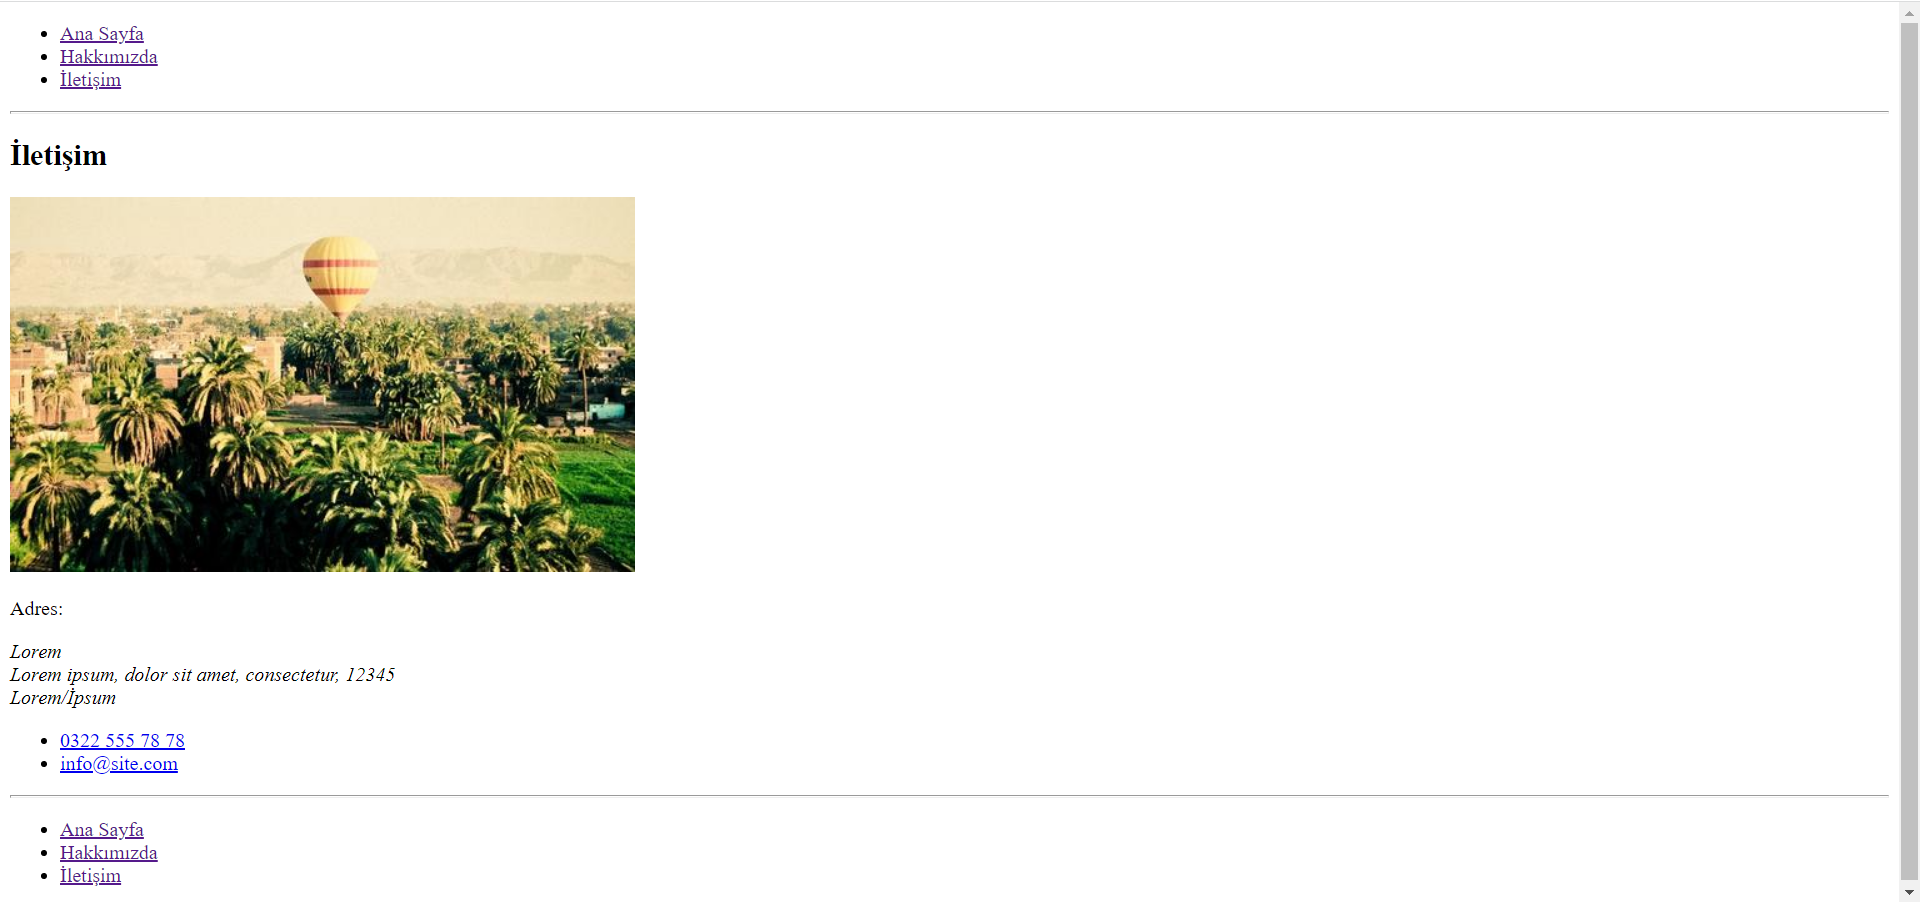 Ana Sayfa
Hakkımızda
İletişim
İletişim
Adres:
Lorem
Lorem ipsum, dolor sit amet, consectetur, 12345
Lorem/İpsum
0322 555 78 78
info@site.com
Ana Sayfa
Hakkımızda
İletişim